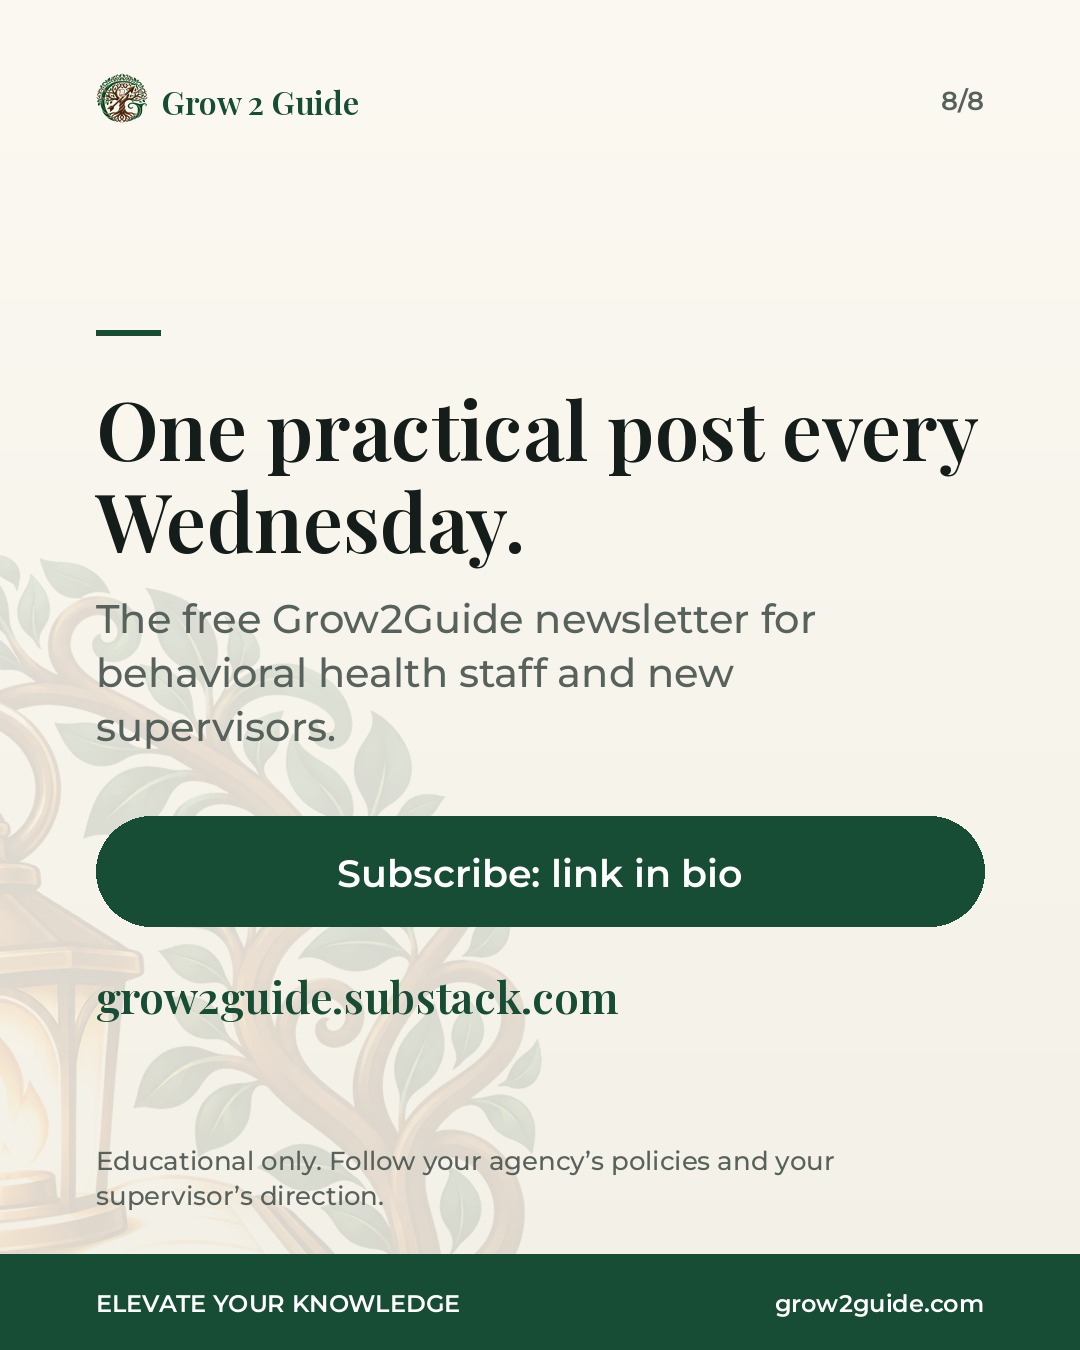 Grow 2 Guide
8/8
One practical post every
Wednesday.
The free Grow2Guide newsletter for
behavioral health staff and new
supervisors.
Subscribe: link in bio
grow2guide.substack.com
Educational only. Follow your agency’s policies and your
supervisor’s direction.
ELEVATE YOUR KNOWLEDGE
grow2guide.com